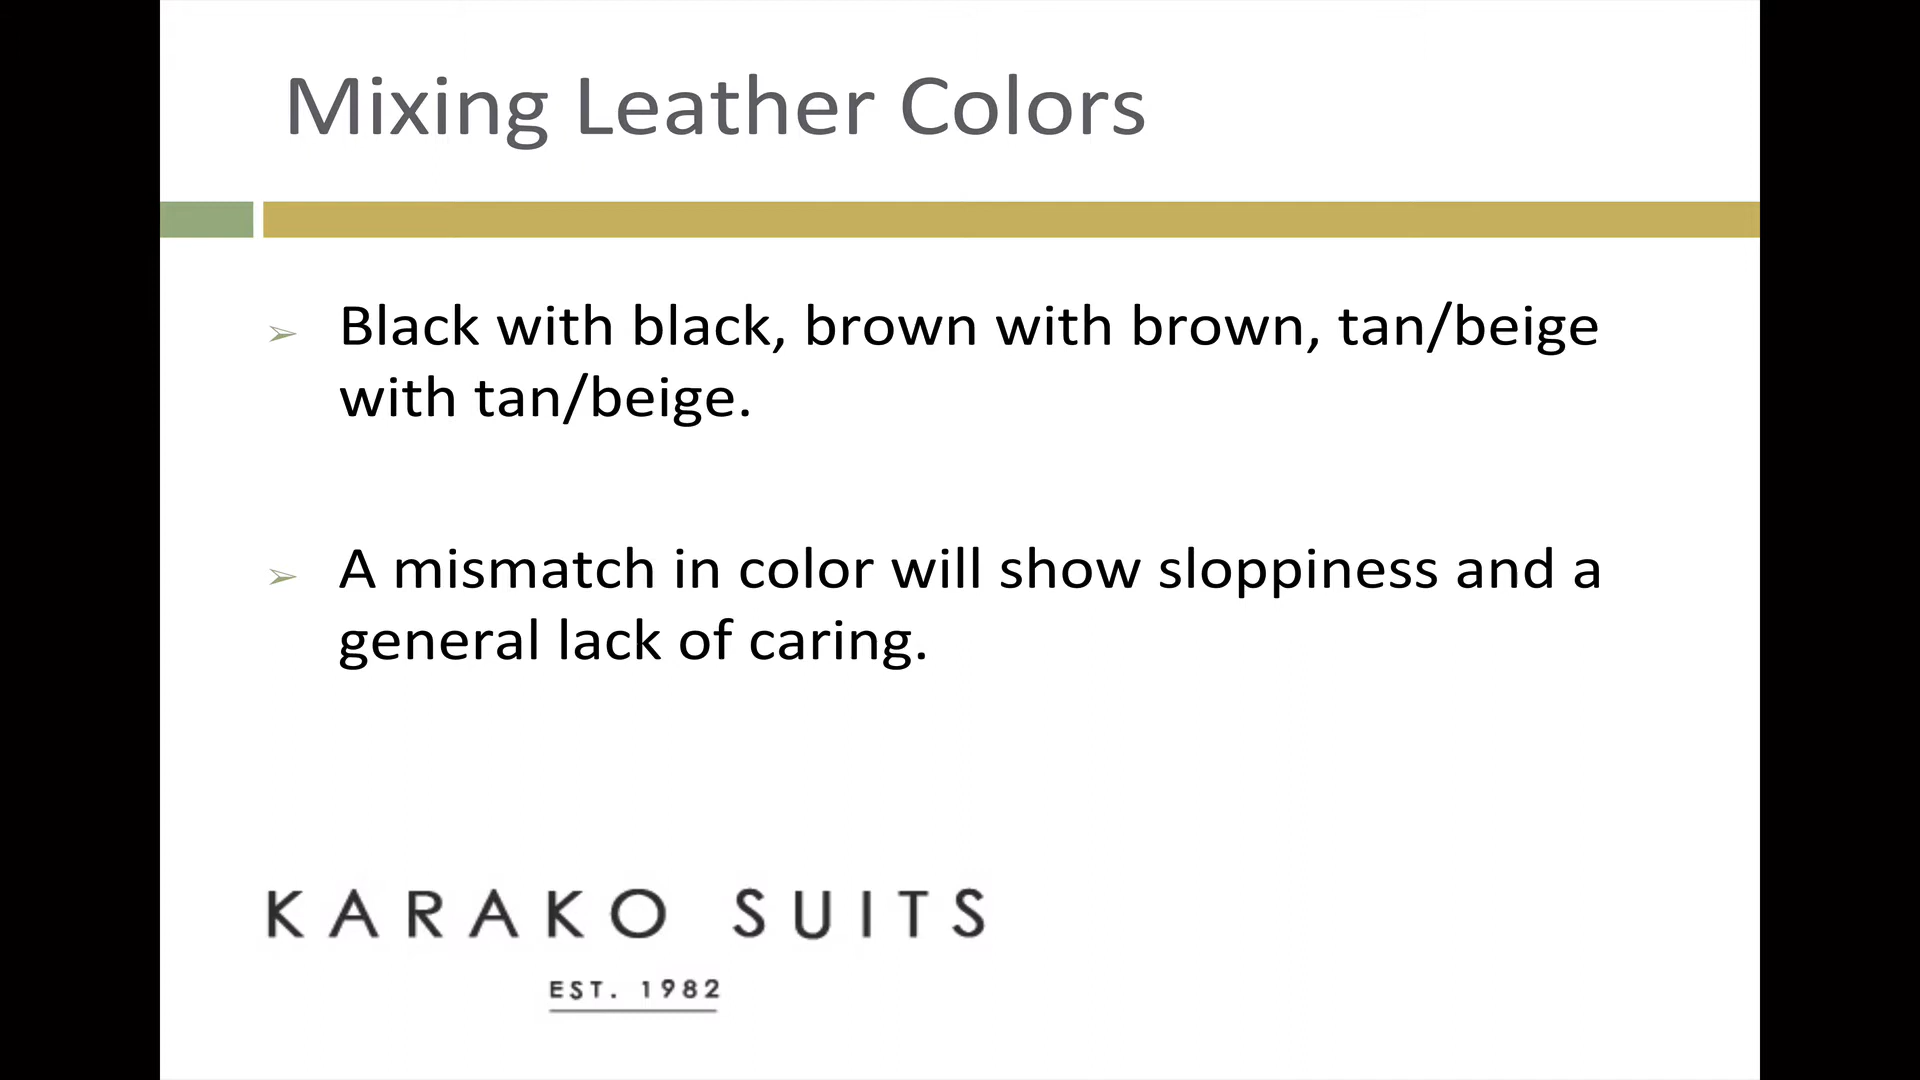 Mixing Leather Colors
➢ Black with black, brown with brown, tan/beige
with tan/beige.
➢ A mismatch in color will show sloppiness and a
general lack of caring.
KARAKO SUITS
EST. 1982